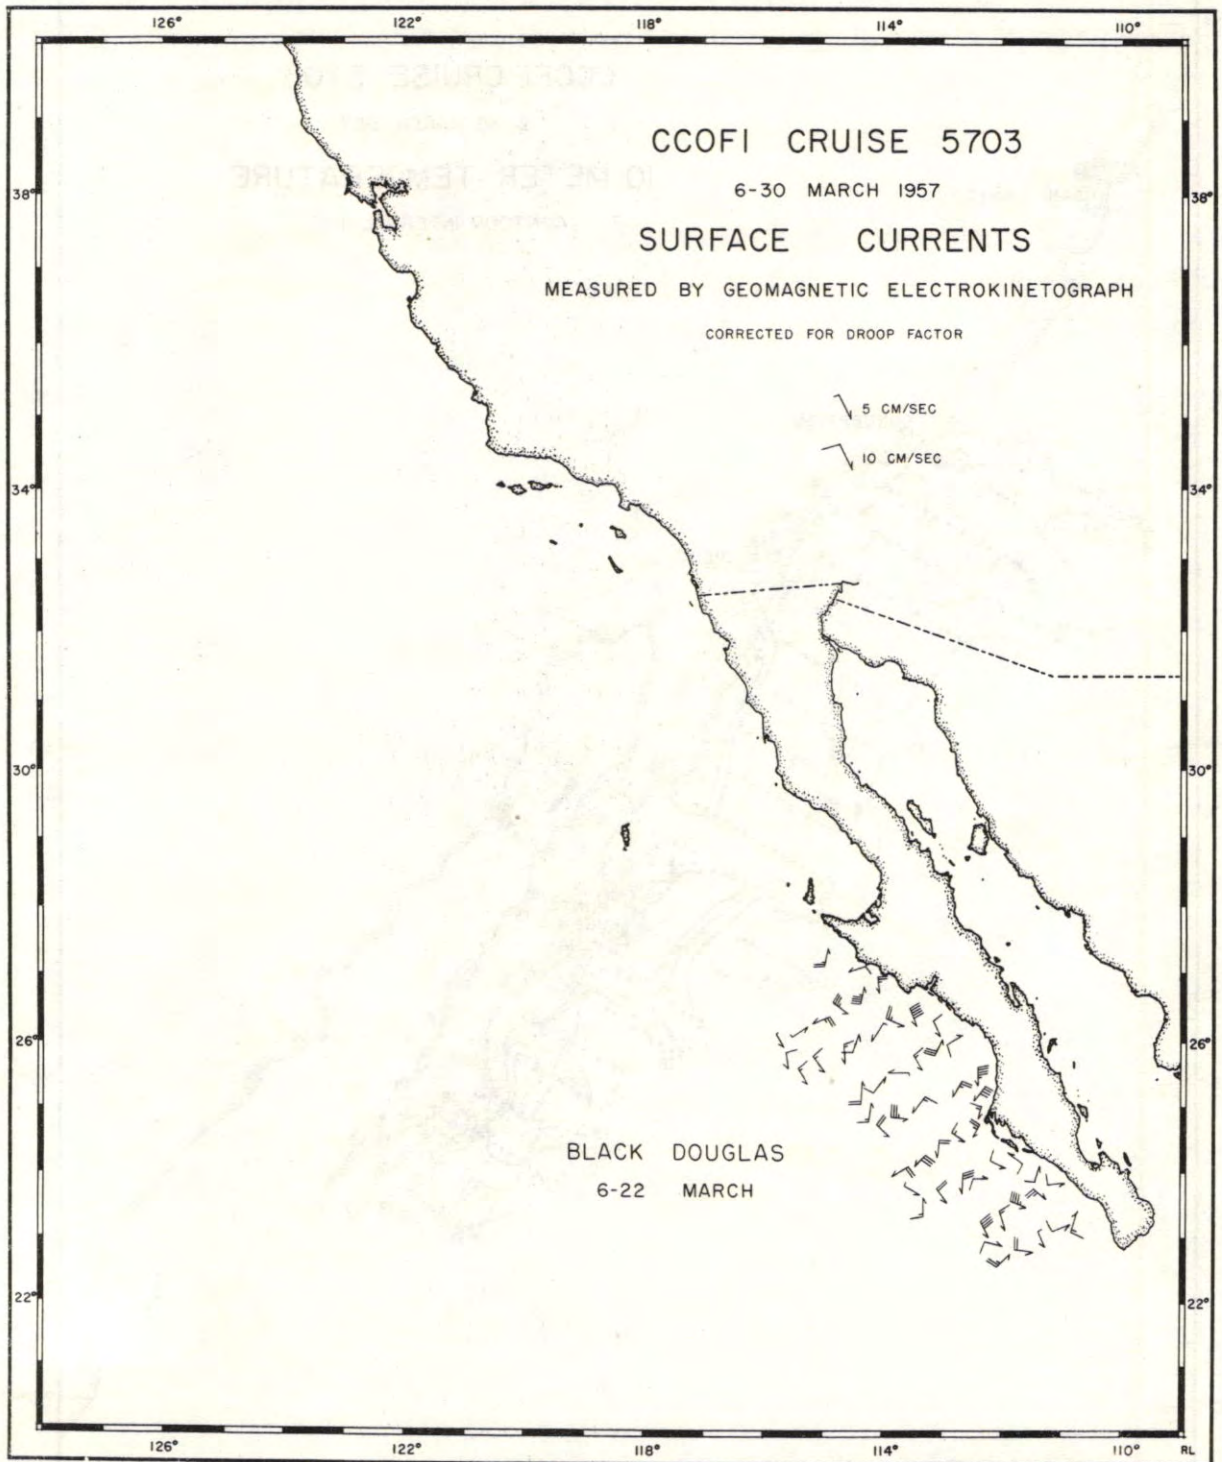 126° 122° 118° 114° 110°
CCOFI CRUISE 5703
6-30 MARCH 1957
38° 38°
SURFACE CURRENTS
MEASURED BY GEOMAGNETIC ELECTROKINETOGRAPH
CORRECTED FOR DROOP FACTOR
5 CM/SEC
10 CM/SEC
34° 34°
30° 30°
26° 26°
BLACK DOUGLAS
6-22 MARCH
22° 22°
126° 122° 118° 114° 110° RL